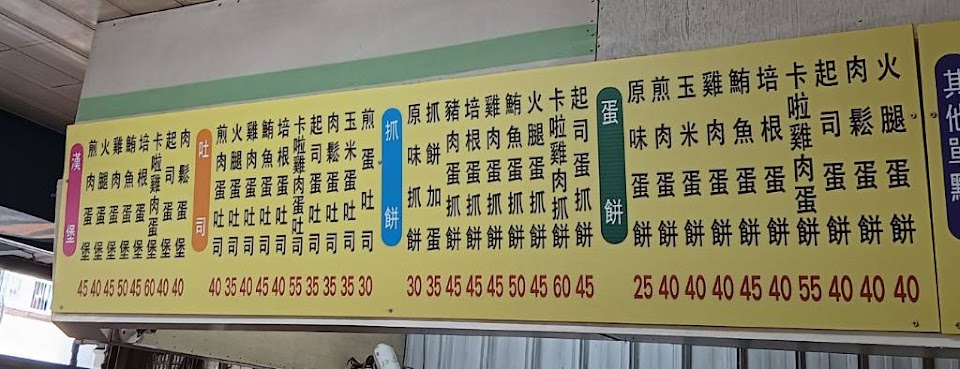 漢堡
煎肉蛋堡 45
火腿蛋堡 40
雞肉蛋堡 45
鮪魚蛋堡 50
培根蛋堡 45
卡啦雞肉蛋堡 60
起司蛋堡 40
肉鬆蛋堡 40
吐司
煎肉蛋吐司 40
火腿蛋吐司 35
雞肉蛋吐司 40
鮪魚蛋吐司 45
培根蛋吐司 40
卡啦雞肉蛋吐司 55
起司蛋吐司 35
肉鬆蛋吐司 35
玉米蛋吐司 35
煎蛋吐司 30
抓餅
原味抓餅 30
抓餅加蛋 35
豬肉蛋抓餅 45
培根蛋抓餅 45
雞肉蛋抓餅 45
鮪魚蛋抓餅 50
火腿蛋抓餅 45
卡啦雞肉抓餅 60
起司蛋抓餅 45
蛋餅
原味蛋餅 25
煎肉蛋餅 40
玉米蛋餅 40
雞肉蛋餅 40
鮪魚蛋餅 45
培根蛋餅 40
卡啦雞肉蛋餅 55
起司蛋餅 40
肉鬆蛋餅 40
火腿蛋餅 40
其他單點